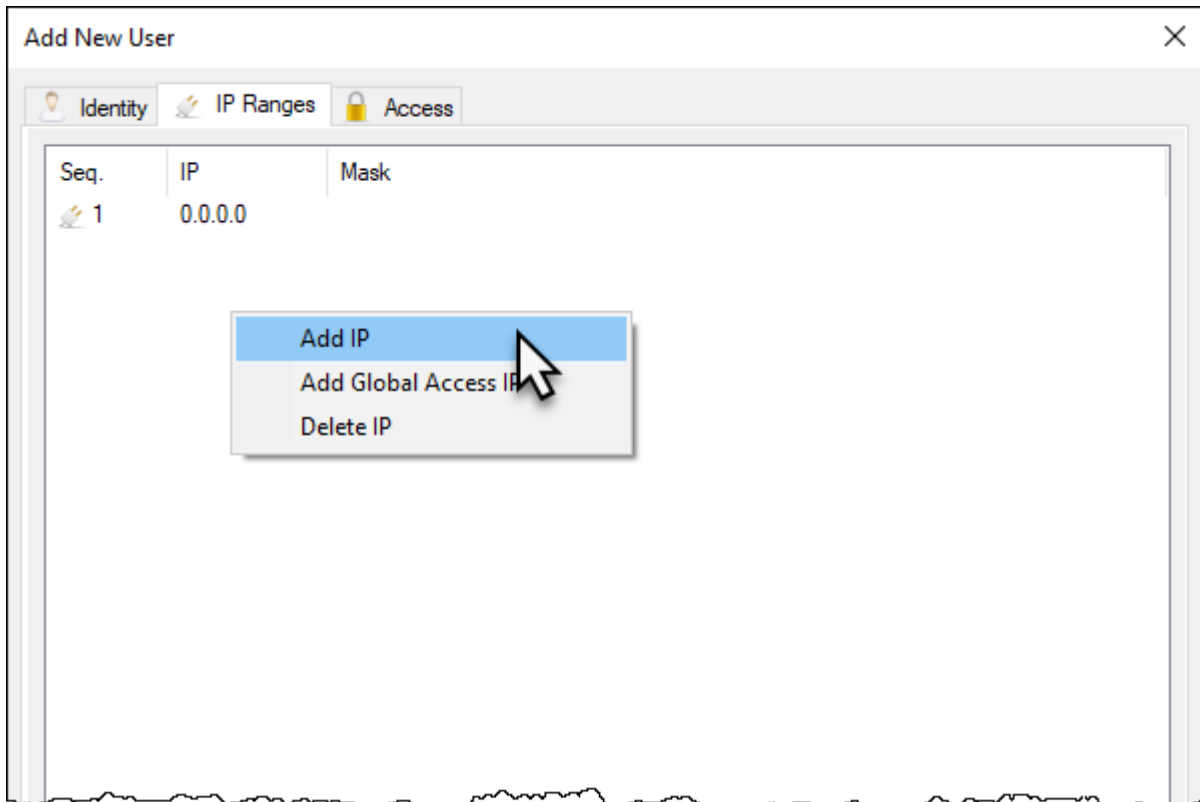 Add New User
Identity IP Ranges Access
Seq. IP Mask
1 0.0.0.0
Add IP
Add Global Access IP
Delete IP